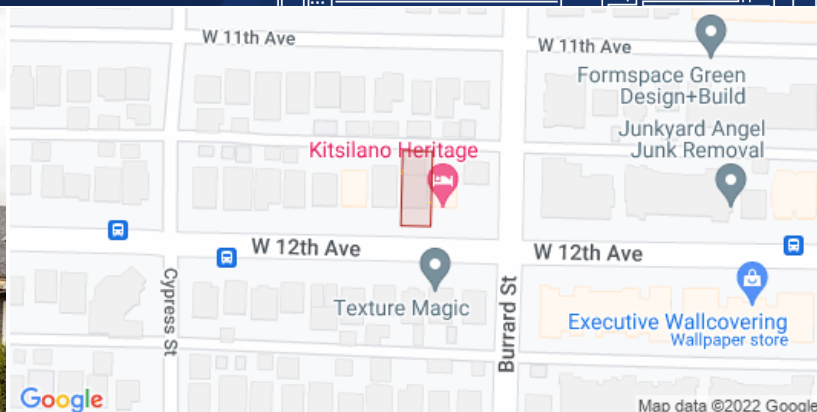 W 11th Ave
W 11th Ave
Formspace Green
Design+Build
Junkyard Angel
Junk Removal
Kitsilano Heritage
W 12th Ave
W 12th Ave
Cypress St
Texture Magic
Burrard St
Executive Wallcovering
Wallpaper store
Google
Map data ©2022 Google